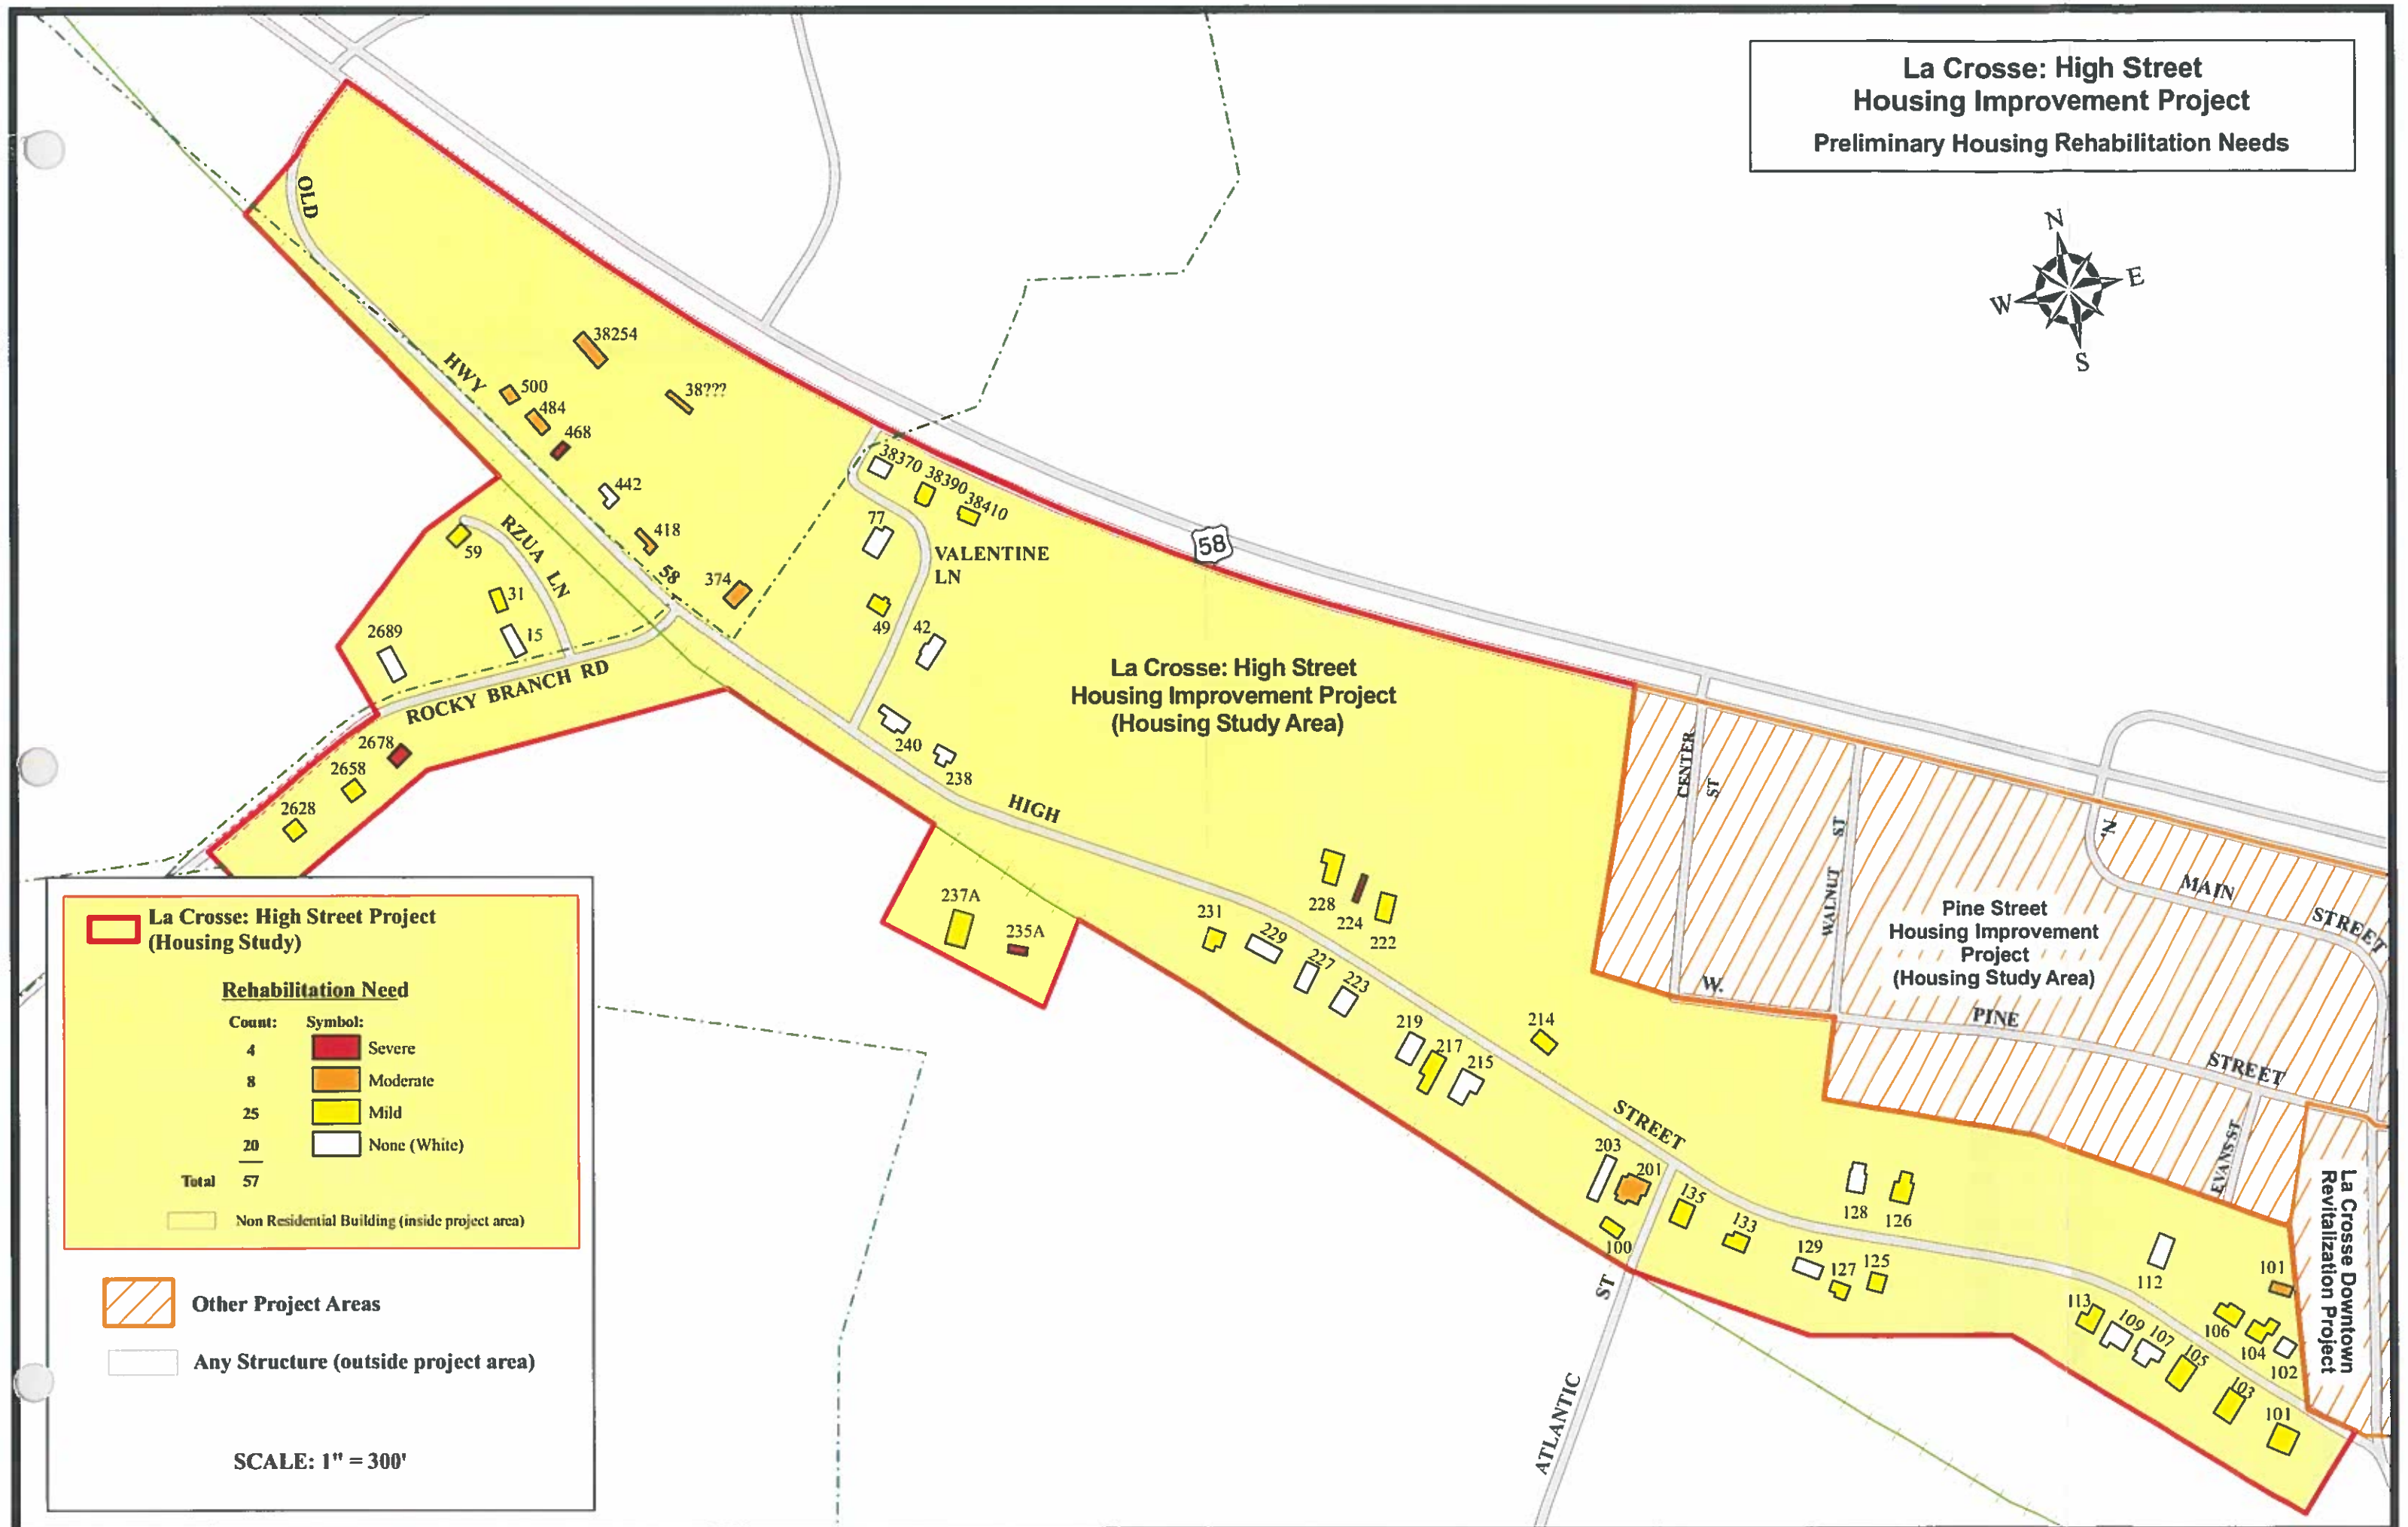 La Crosse: High Street
Housing Improvement Project
Preliminary Housing Rehabilitation Needs
N
E
W
S
OLD
HWY
58
38254
38???
500
484
468
442
418
374
38370
38390
38410
77
VALENTINE
LN
49
42
58
59
RZUA LN
31
15
2689
ROCKY BRANCH RD
2678
2658
2628
240
238
La Crosse: High Street
Housing Improvement Project
(Housing Study Area)
HIGH
237A
235A
228
224
222
231
229
227
223
219
217
215
214
STREET
203
201
100
135
133
128
126
129
127
125
ATLANTIC
ST
112
113
109
107
105
103
101
106
104
102
101
CENTER
ST
WALNUT
ST
W.
PINE
STREET
N.
MAIN
STREET
EVANS ST
Pine Street
Housing Improvement
Project
(Housing Study Area)
La Crosse Downtown
Revitalization Project
La Crosse: High Street Project
(Housing Study)
Rehabilitation Need
Count: Symbol:
4 Severe
8 Moderate
25 Mild
20 None (White)
Total 57
Non Residential Building (inside project area)
Other Project Areas
Any Structure (outside project area)
SCALE: 1" = 300'